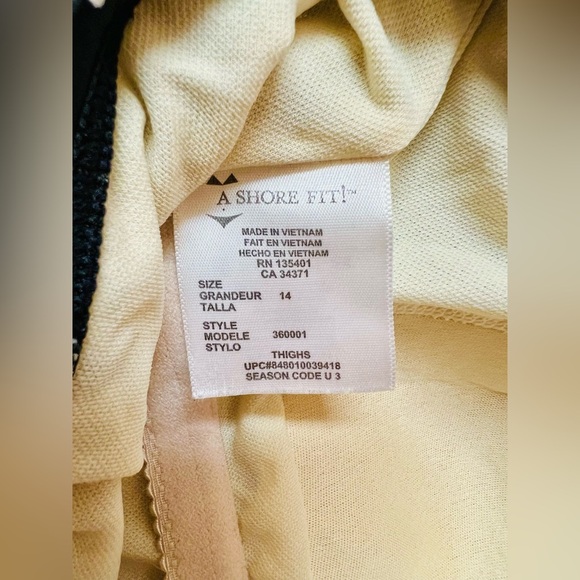 A SHORE FIT!™
MADE IN VIETNAM
FAIT EN VIETNAM
HECHO EN VIETNAM
RN 135401
CA 34371
SIZE
GRANDEUR 14
TALLA
STYLE
MODELE 360001
STYLO
THIGHS
UPC#848010039418
SEASON CODE U 3